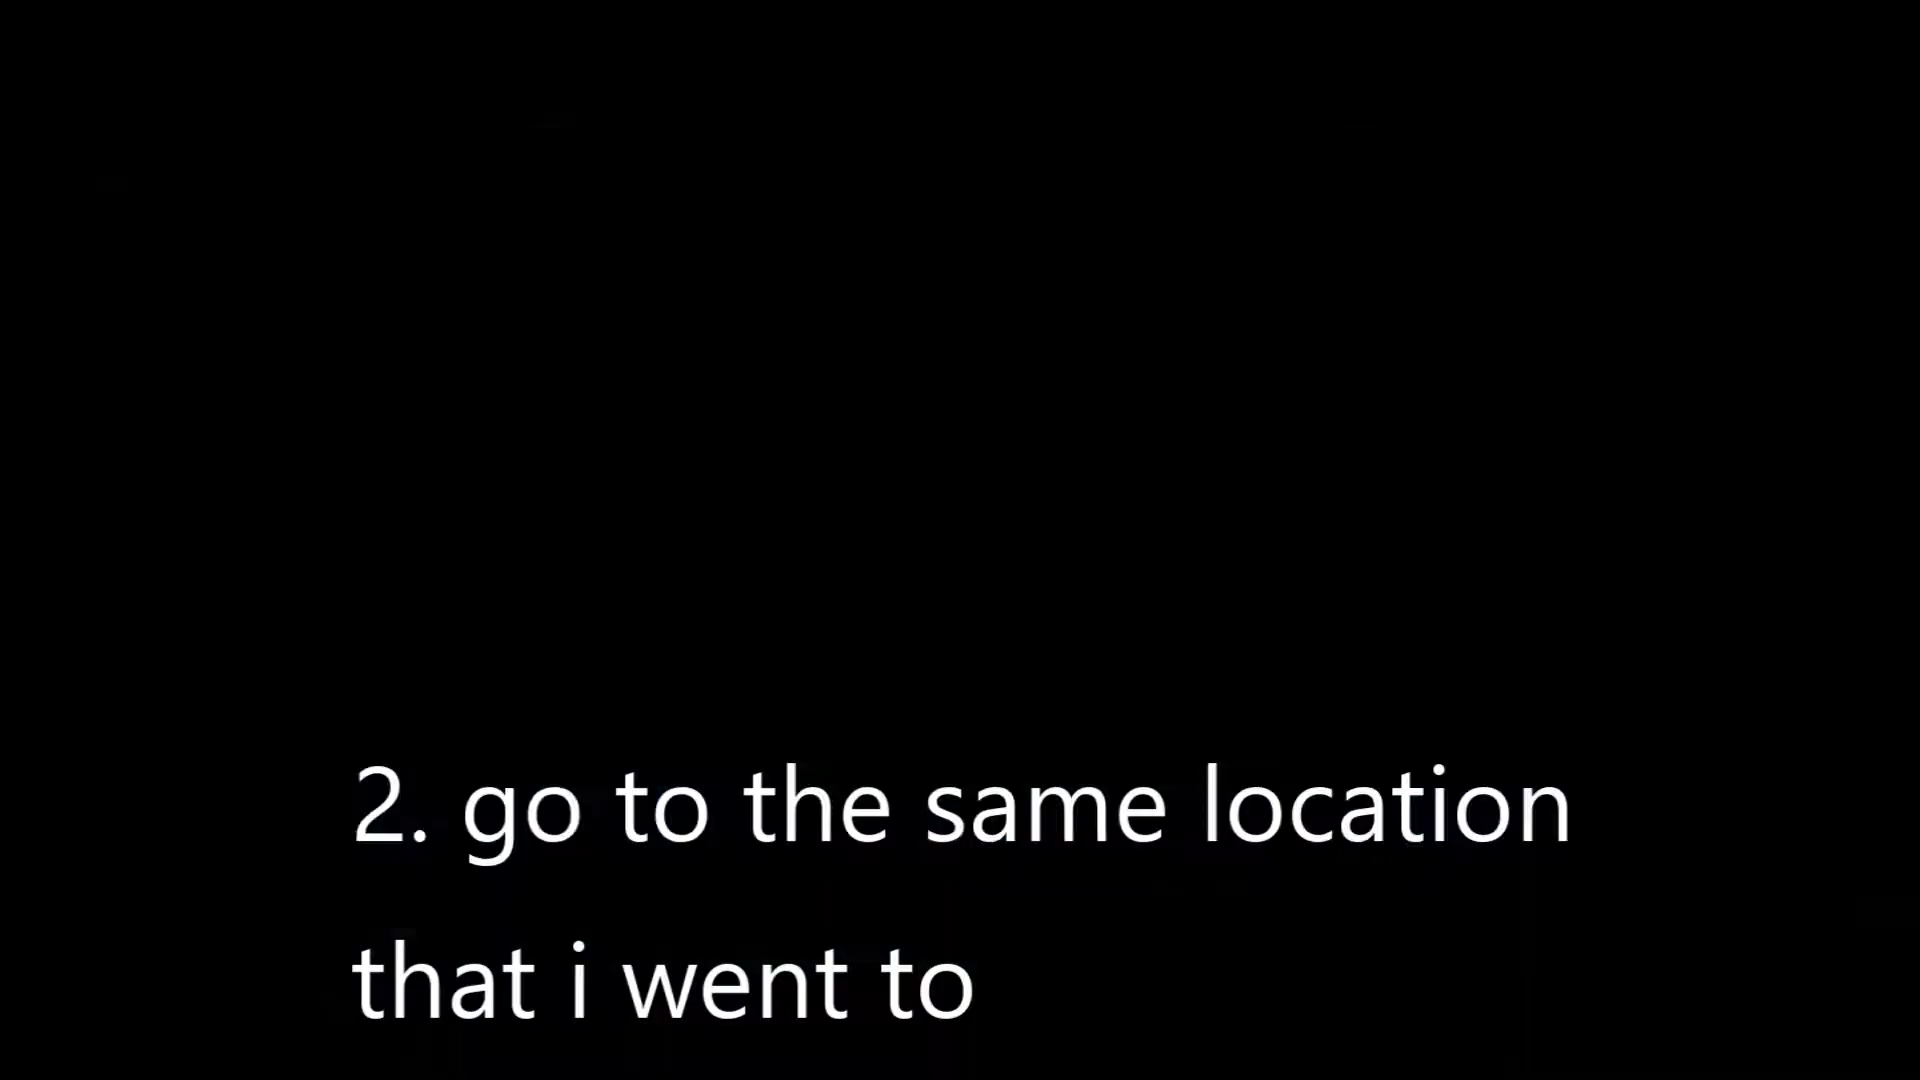 2. go to the same location
that i went to